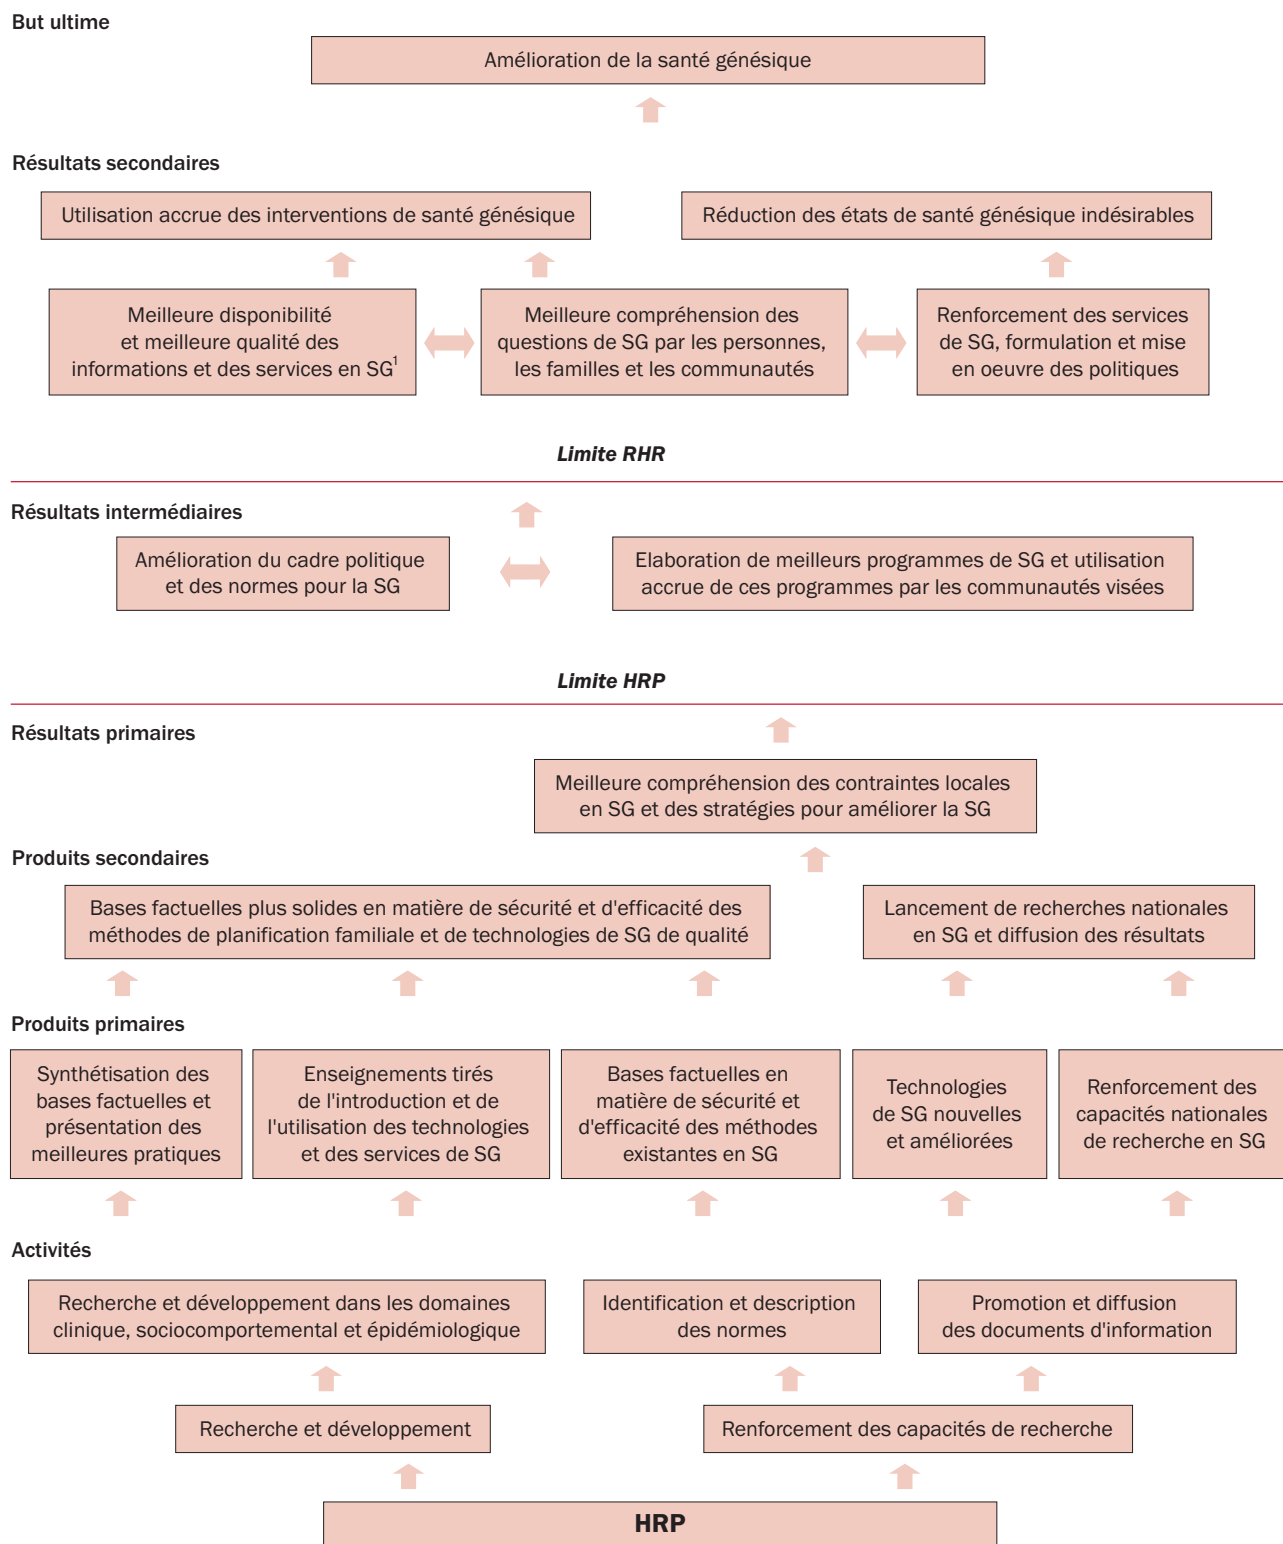 But ultime
Amélioration de la santé génésique
Résultats secondaires
Utilisation accrue des interventions de santé génésique
Réduction des états de santé génésique indésirables
Meilleure disponibilité
et meilleure qualité des
informations et des services en SG¹
Meilleure compréhension des
questions de SG par les personnes,
les familles et les communautés
Renforcement des services
de SG, formulation et mise
en oeuvre des politiques
Limite RHR
Résultats intermédiaires
Amélioration du cadre politique
et des normes pour la SG
Elaboration de meilleurs programmes de SG et utilisation
accrue de ces programmes par les communautés visées
Limite HRP
Résultats primaires
Meilleure compréhension des contraintes locales
en SG et des stratégies pour améliorer la SG
Produits secondaires
Bases factuelles plus solides en matière de sécurité et d'efficacité des
méthodes de planification familiale et de technologies de SG de qualité
Lancement de recherches nationales
en SG et diffusion des résultats
Produits primaires
Synthétisation des
bases factuelles et
présentation des
meilleures pratiques
Enseignements tirés
de l'introduction et de
l'utilisation des technologies
et des services de SG
Bases factuelles en
matière de sécurité et
d'efficacité des méthodes
existantes en SG
Technologies
de SG nouvelles
et améliorées
Renforcement des
capacités nationales
de recherche en SG
Activités
Recherche et développement dans les domaines
clinique, sociocomportemental et épidémiologique
Identification et description
des normes
Promotion et diffusion
des documents d'information
Recherche et développement
Renforcement des capacités de recherche
HRP